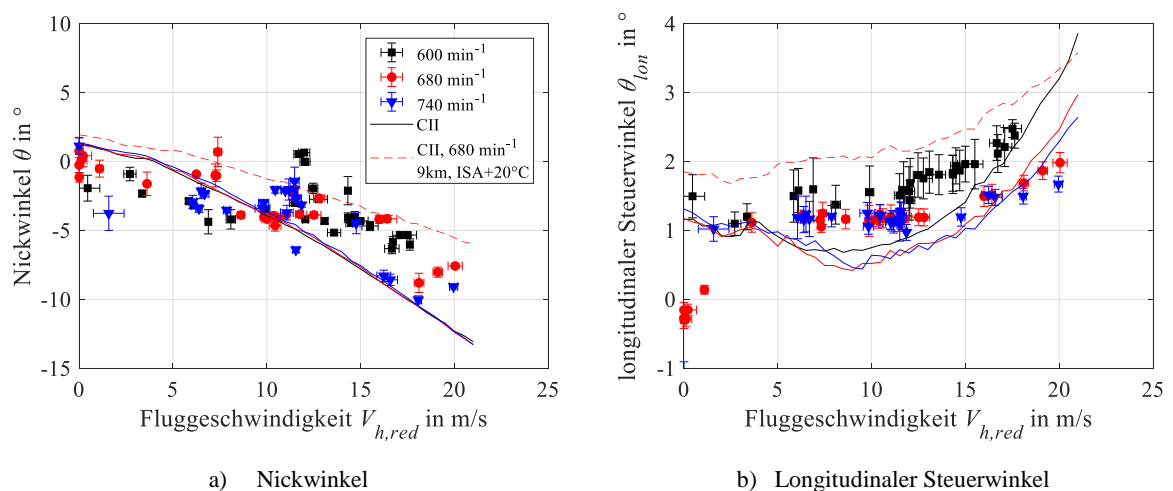 10
5
0
-5
-10
-15
0
5
10
15
20
25
Nickwinkel θ in °
Fluggeschwindigkeit V_h,red in m/s
600 min⁻¹
680 min⁻¹
740 min⁻¹
CII
CII, 680 min⁻¹
9km, ISA+20°C
a) Nickwinkel
4
3
2
1
0
-1
0
5
10
15
20
25
longitudinaler Steuerwinkel θ_lon in °
Fluggeschwindigkeit V_h,red in m/s
b) Longitudinaler Steuerwinkel